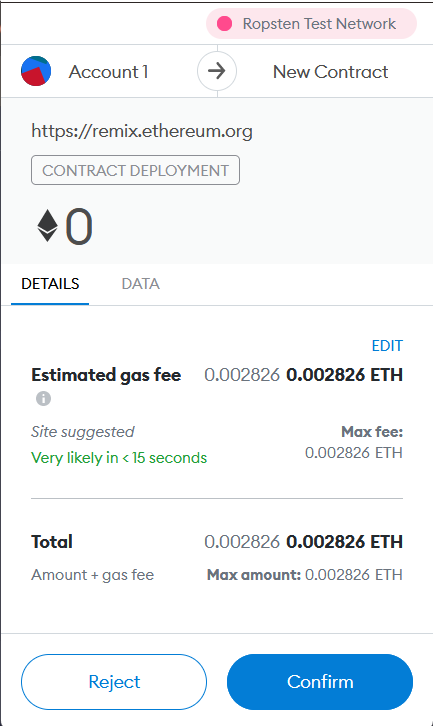 Ropsten Test Network
Account 1
New Contract
https://remix.ethereum.org
CONTRACT DEPLOYMENT
0
DETAILS
DATA
EDIT
Estimated gas fee 0.002826 0.002826 ETH
Site suggested Max fee:
Very likely in < 15 seconds 0.002826 ETH
Total 0.002826 0.002826 ETH
Amount + gas fee Max amount: 0.002826 ETH
Reject
Confirm